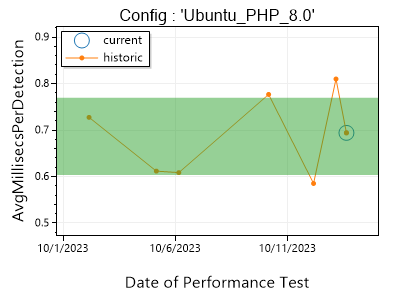 Config : 'Ubuntu_PHP_8.0'
current
historic
AvgMillisecsPerDetection
0.9
0.8
0.7
0.6
0.5
10/1/2023
10/6/2023
10/11/2023
Date of Performance Test